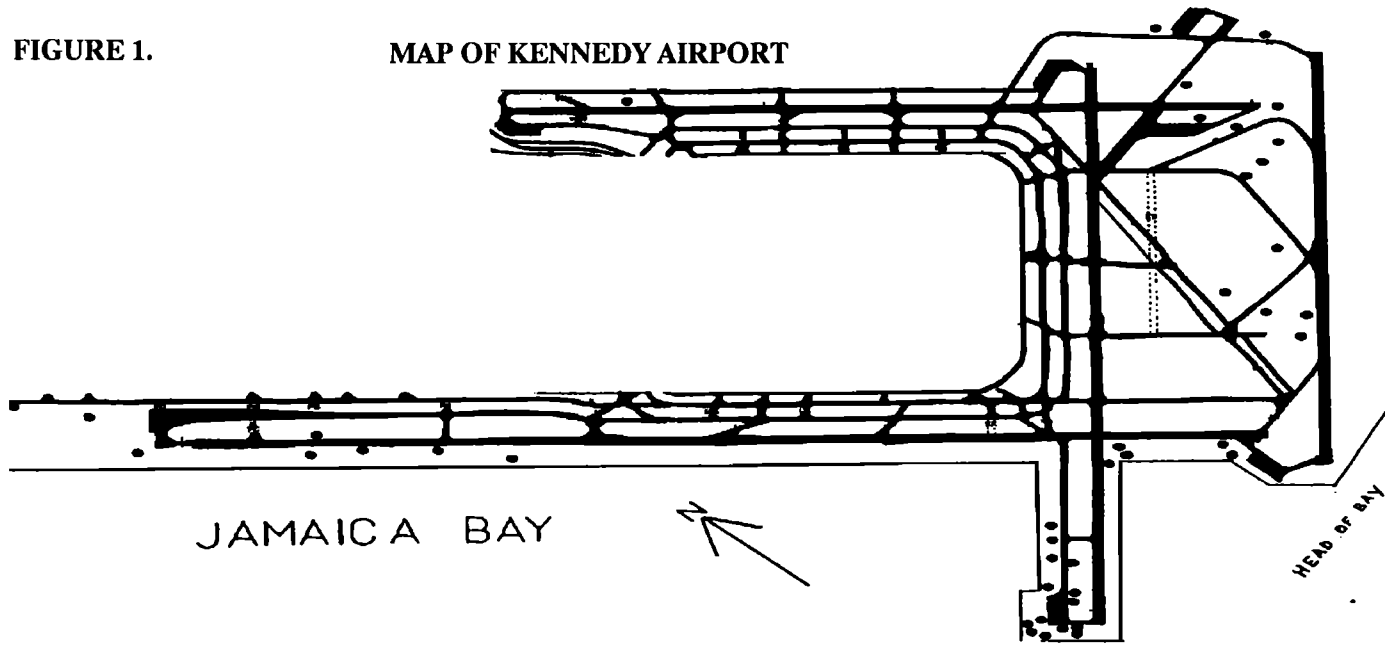 FIGURE 1.
MAP OF KENNEDY AIRPORT
N
JAMAICA BAY
HEAD OF BAY